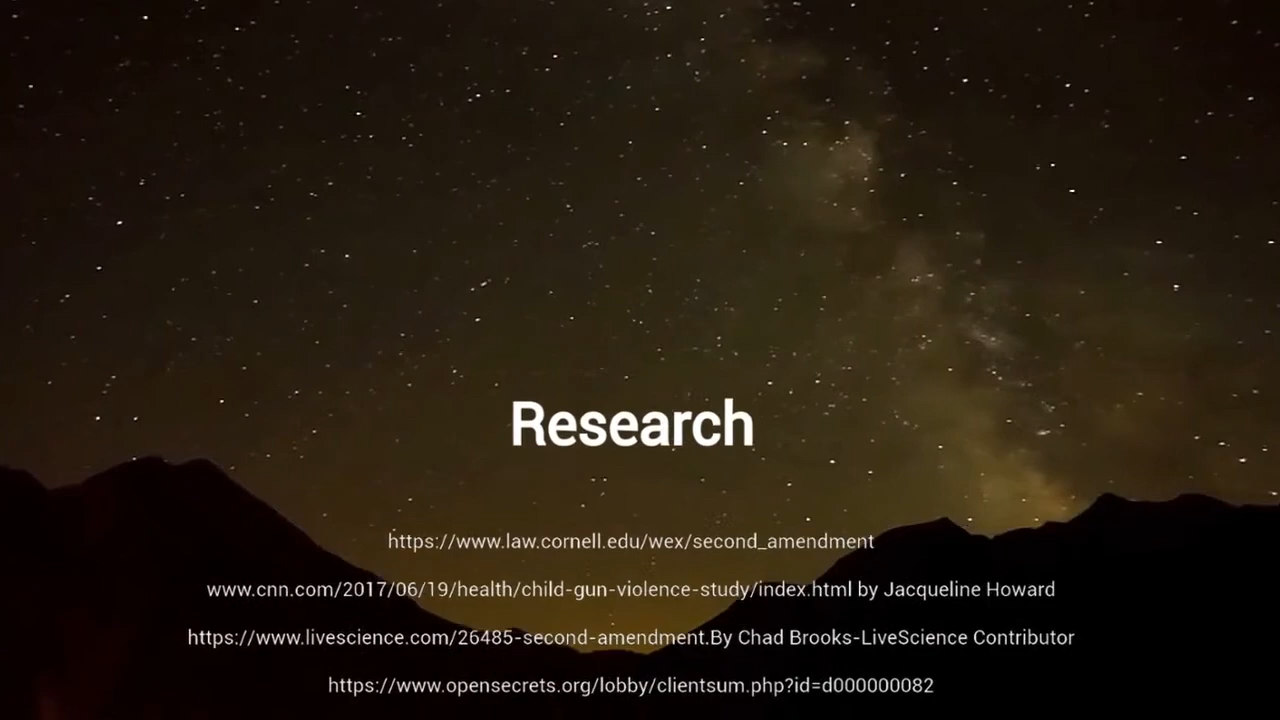 Research
https://www.law.cornell.edu/wex/second_amendment
www.cnn.com/2017/06/19/health/child-gun-violence-study/index.html by Jacqueline Howard
https://www.livescience.com/26485-second-amendment.By Chad Brooks-LiveScience Contributor
https://www.opensecrets.org/lobby/clientsum.php?id=d000000082